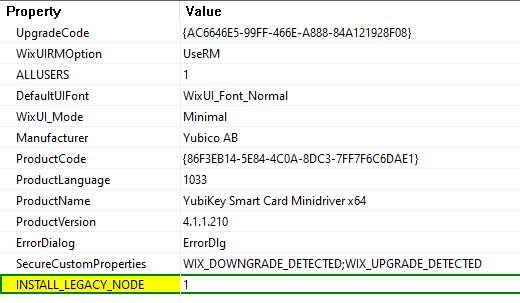 Property Value
UpgradeCode {AC6646E5-99FF-466E-A888-84A121928F08}
WixUIRMOption UseRM
ALLUSERS 1
DefaultUIFont WixUI_Font_Normal
WixUI_Mode Minimal
Manufacturer Yubico AB
ProductCode {86F3EB14-5E84-4C0A-8DC3-7FF7F6C6DAE1}
ProductLanguage 1033
ProductName YubiKey Smart Card Minidriver x64
ProductVersion 4.1.1.210
ErrorDialog ErrorDlg
SecureCustomProperties WIX_DOWNGRADE_DETECTED;WIX_UPGRADE_DETECTED
INSTALL_LEGACY_NODE 1